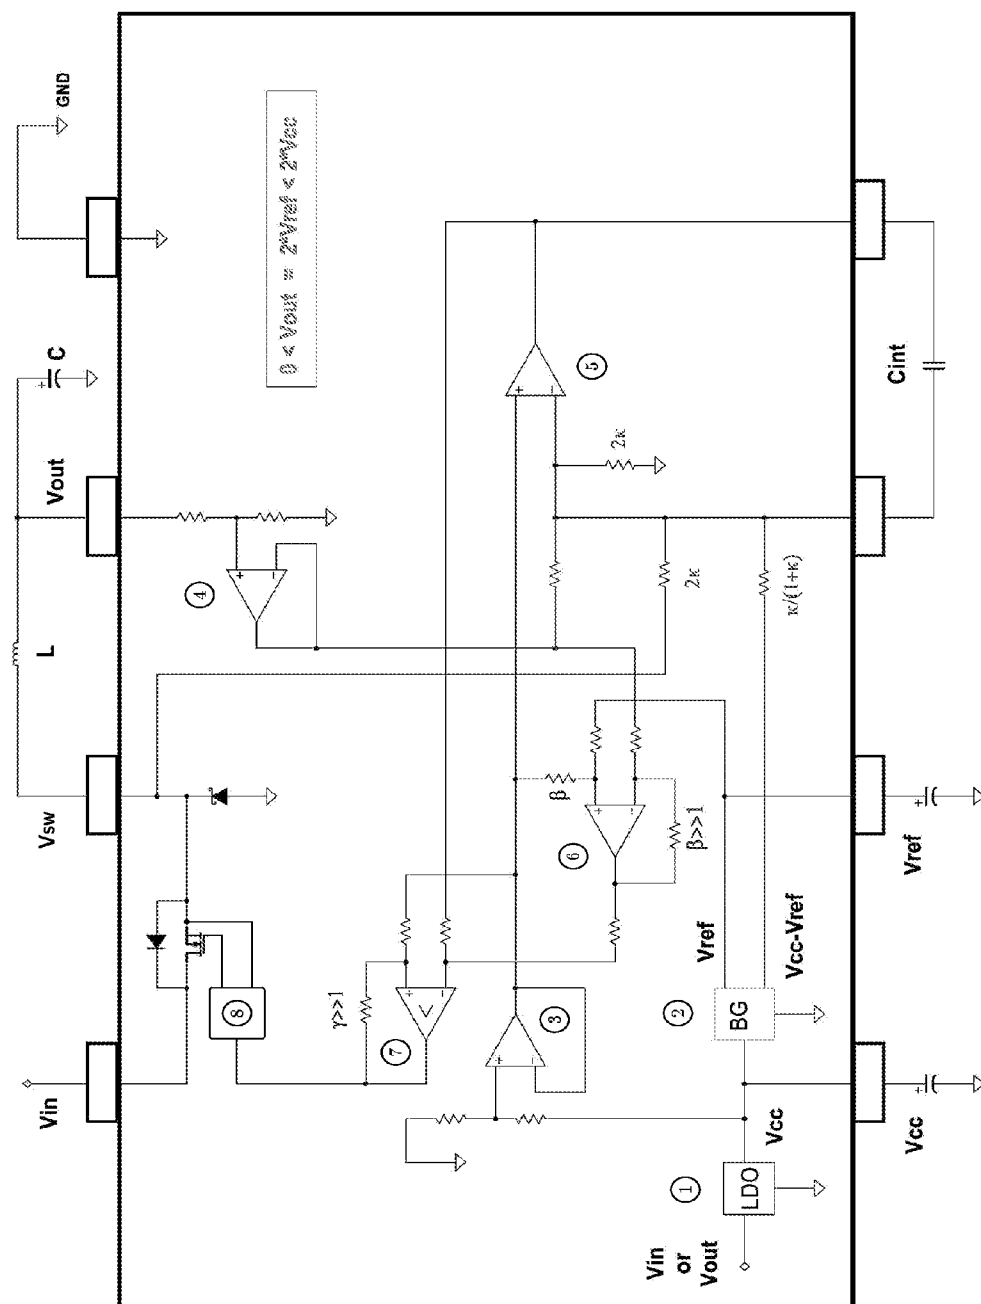 Vin
Vsw
L
Vout
C
GND
0 < Vout = 2*Vref < 2*Vcc
8
4
γ>>1
+
−
<
7
3
β
6
β>>1
5
2κ
2κ
κ/(1+κ)
Cint
Vref
Vcc-Vref
2
BG
Vcc
1
LDO
Vin
or
Vout
Vcc
Vref